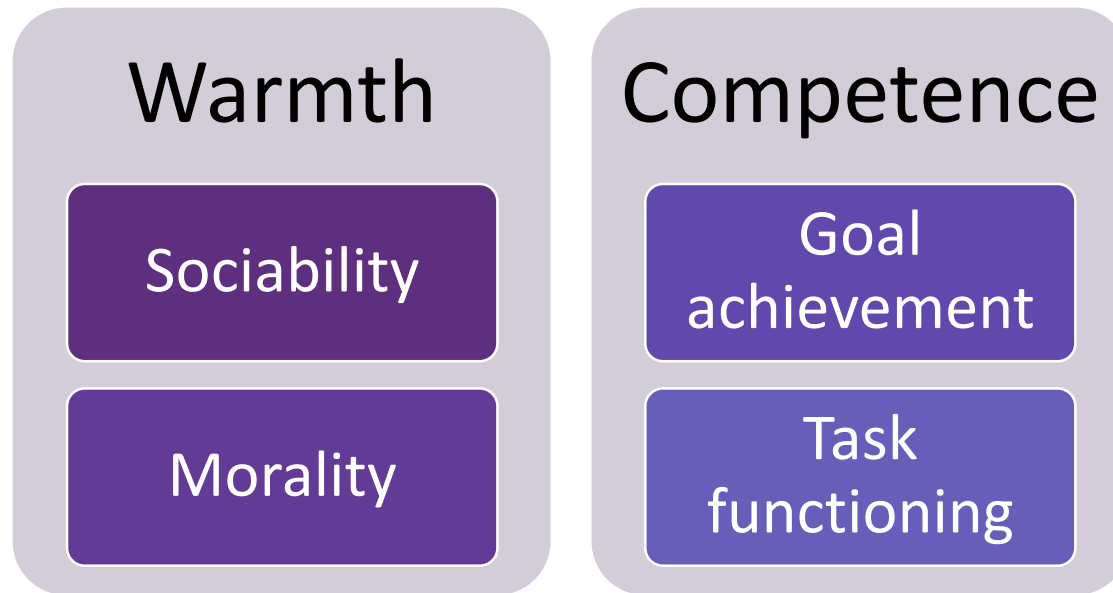 Warmth
Sociability
Morality
Competence
Goal
achievement
Task
functioning